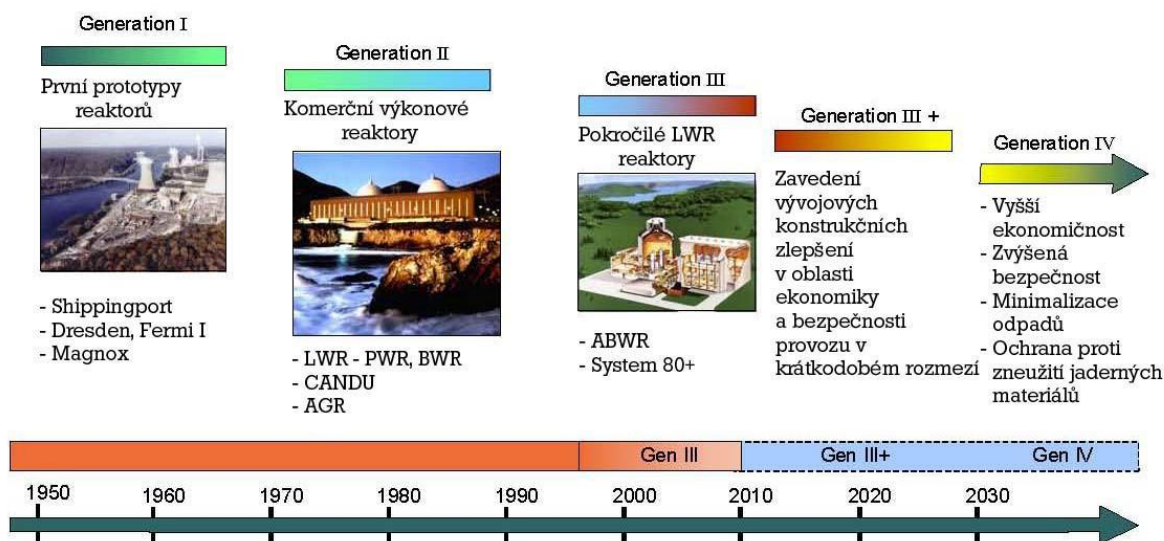 Generation I
První prototypy
reaktorů
- Shippingport
- Dresden, Fermi I
- Magnox
Generation II
Komerční výkonové
reaktory
- LWR - PWR, BWR
- CANDU
- AGR
Generation III
Pokročilé LWR
reaktory
- ABWR
- System 80+
Generation III +
Zavedení
vývojových
konstrukčních
zlepšení
v oblasti
ekonomiky
a bezpečnosti
provozu v
krátkodobém rozmezí
Generation IV
- Vyšší
ekonomičnost
- Zvýšená
bezpečnost
- Minimalizace
odpadů
- Ochrana proti
zneužití jaderných
materiálů
Gen III
Gen III+
Gen IV
1950
1960
1970
1980
1990
2000
2010
2020
2030